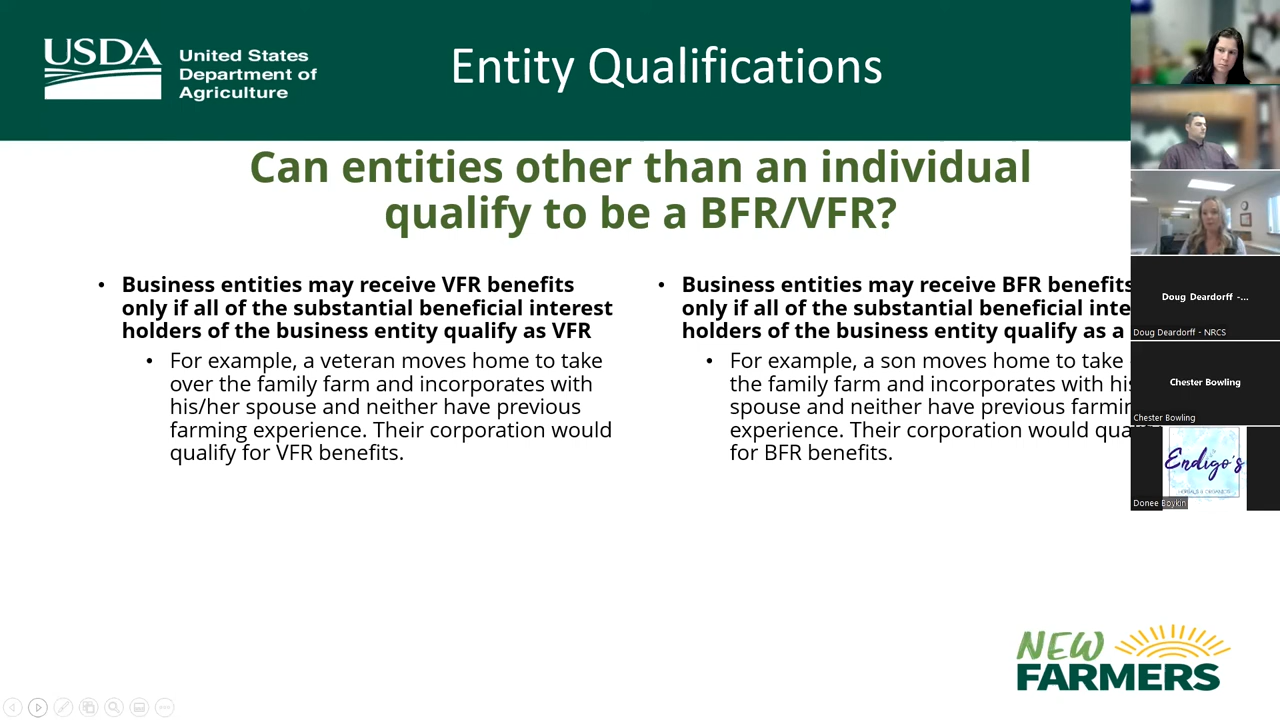 USDA
United States
Department of
Agriculture
Entity Qualifications
Can entities other than an individual
qualify to be a BFR/VFR?
• Business entities may receive VFR benefits
only if all of the substantial beneficial interest
holders of the business entity qualify as VFR
• For example, a veteran moves home to take
over the family farm and incorporates with
his/her spouse and neither have previous
farming experience. Their corporation would
qualify for VFR benefits.
• Business entities may receive BFR benefits
only if all of the substantial beneficial inte
holders of the business entity qualify as a
• For example, a son moves home to take
the family farm and incorporates with his
spouse and neither have previous farmin
experience. Their corporation would qua
for BFR benefits.
Doug Deardorff -...
Doug Deardorff - NRCS
Chester Bowling
Chester Bowling
Endigo's
Donee Boykin
NEW
FARMERS